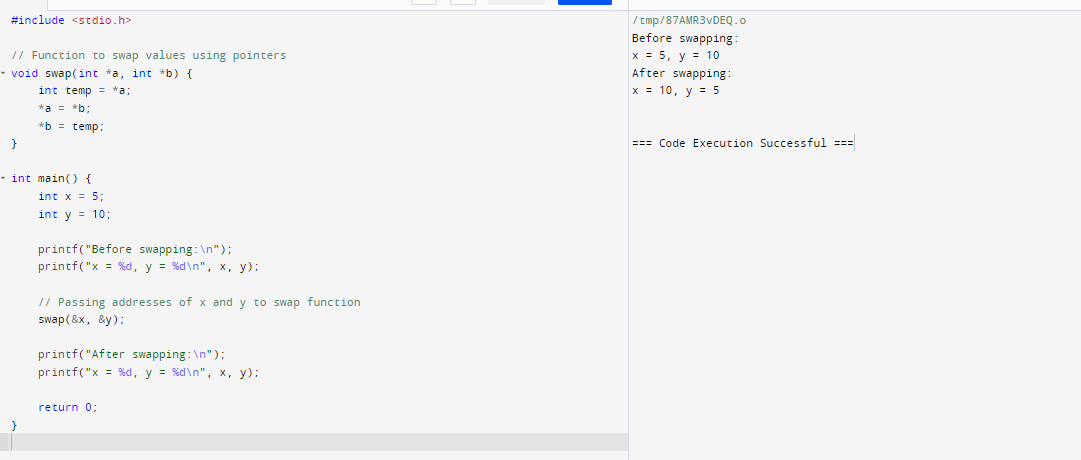 #include <stdio.h>

// Function to swap values using pointers
void swap(int *a, int *b) {
    int temp = *a;
    *a = *b;
    *b = temp;
}

int main() {
    int x = 5;
    int y = 10;

    printf("Before swapping:\n");
    printf("x = %d, y = %d\n", x, y);

    // Passing addresses of x and y to swap function
    swap(&x, &y);

    printf("After swapping:\n");
    printf("x = %d, y = %d\n", x, y);

    return 0;
}
/tmp/87AMR3vDEQ.o
Before swapping:
x = 5, y = 10
After swapping:
x = 10, y = 5

=== Code Execution Successful ===